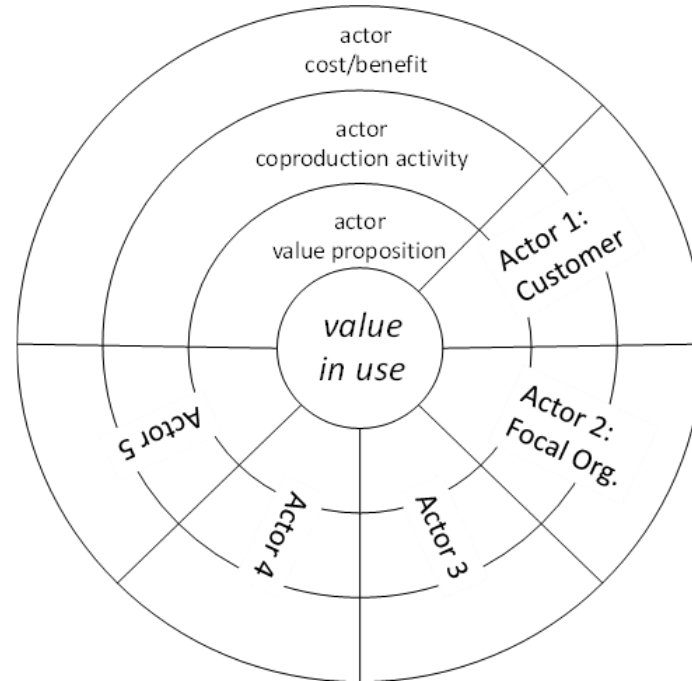 actor
cost/benefit
actor
coproduction activity
actor
value proposition
value
in use
Actor 1:
Customer
Actor 2:
Focal Org.
Actor 3
Actor 4
Actor 5